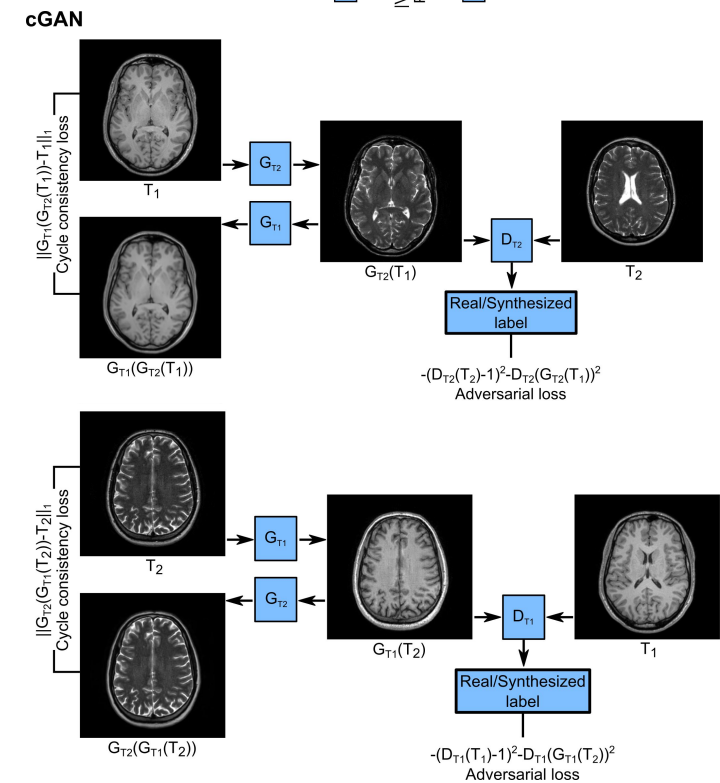 cGAN
||G_T1(G_T2(T₁))-T₁||₁
Cycle consistency loss
T₁
G_T2
G_T1
G_T1(G_T2(T₁))
G_T2(T₁)
D_T2
T₂
Real/Synthesized
label
-(D_T2(T₂)-1)²-D_T2(G_T2(T₁))²
Adversarial loss
||G_T2(G_T1(T₂))-T₂||₁
Cycle consistency loss
T₂
G_T1
G_T2
G_T2(G_T1(T₂))
G_T1(T₂)
D_T1
T₁
Real/Synthesized
label
-(D_T1(T₁)-1)²-D_T1(G_T1(T₂))²
Adversarial loss